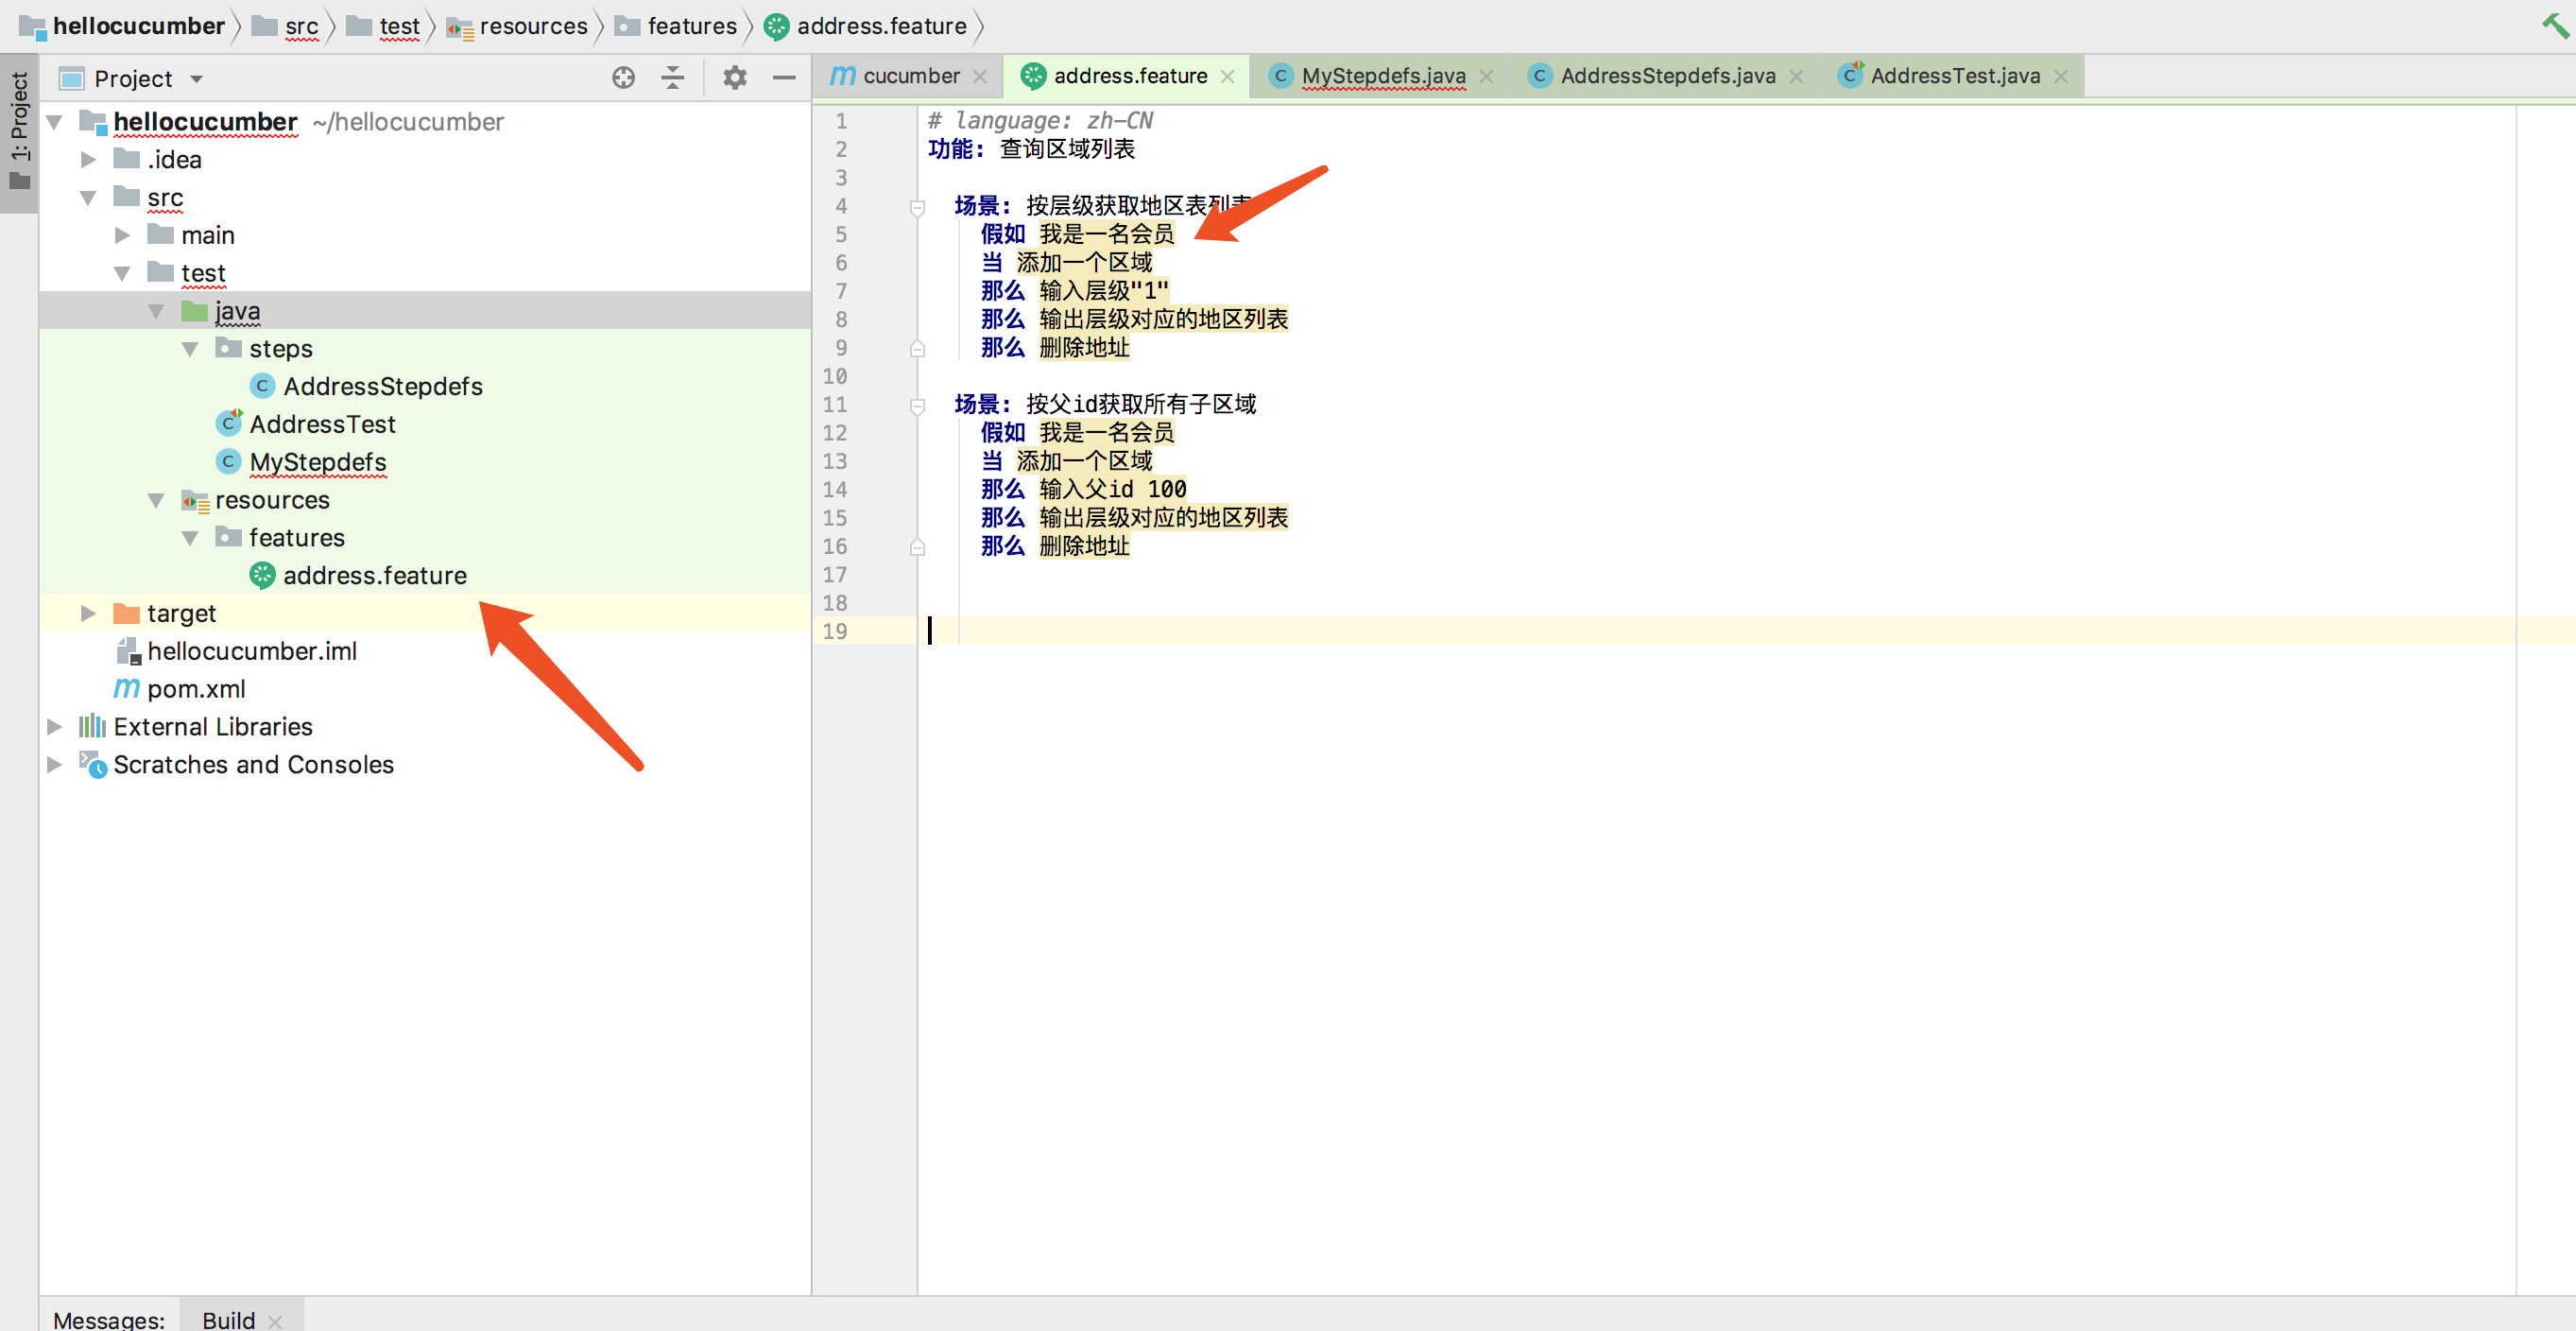 hellocucumber src test resources features address.feature
1: Project
Project
hellocucumber ~/hellocucumber
.idea
src
main
test
java
steps
AddressStepdefs
AddressTest
MyStepdefs
resources
features
address.feature
target
hellocucumber.iml
pom.xml
External Libraries
Scratches and Consoles
cucumber address.feature MyStepdefs.java AddressStepdefs.java AddressTest.java
1 # language: zh-CN
2 功能: 查询区域列表
3
4 场景: 按层级获取地区表列表
5 假如 我是一名会员
6 当 添加一个区域
7 那么 输入层级"1"
8 那么 输出层级对应的地区列表
9 那么 删除地址
10
11 场景: 按父id获取所有子区域
12 假如 我是一名会员
13 当 添加一个区域
14 那么 输入父id 100
15 那么 输出层级对应的地区列表
16 那么 删除地址
17
18
19
Messages: Build